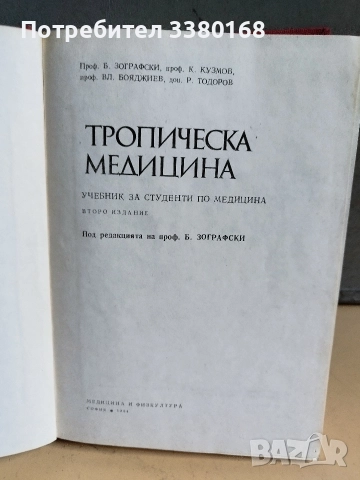 Потребител 3380168
Проф. Б. ЗОГРАФСКИ, проф. К. КУЗМОВ,
проф. ВЛ. БОЯДЖИЕВ, доц. Р. ТОДОРОВ
ТРОПИЧЕСКА
МЕДИЦИНА
УЧЕБНИК ЗА СТУДЕНТИ ПО МЕДИЦИНА
ВТОРО ИЗДАНИЕ
Под редакцията на проф. Б. ЗОГРАФСКИ
МЕДИЦИНА И ФИЗКУЛТУРА
СОФИЯ
BAZAR